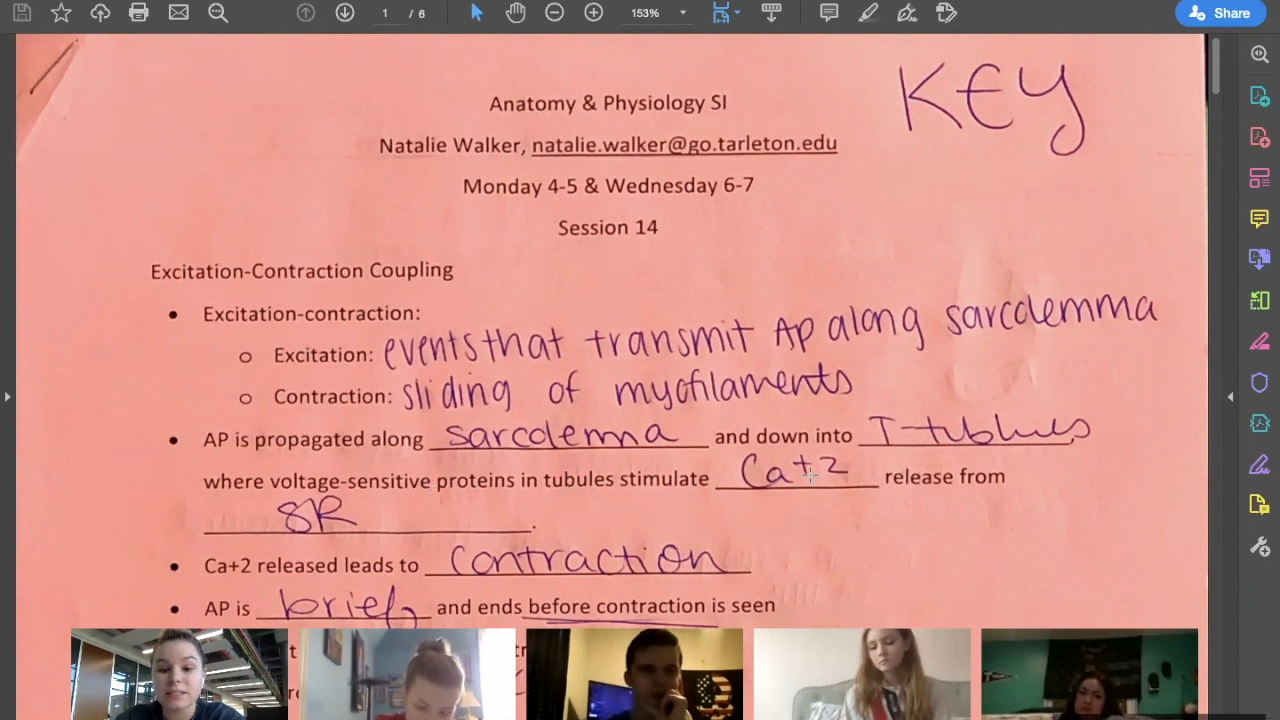 1 / 6
153%
Share
KEY
Anatomy & Physiology SI
Natalie Walker, natalie.walker@go.tarleton.edu
Monday 4-5 & Wednesday 6-7
Session 14
Excitation-Contraction Coupling
Excitation-contraction:
Excitation: events that transmit AP along sarcolemma
Contraction: sliding of myofilaments
AP is propagated along sarcolemma and down into T-tubules,
where voltage-sensitive proteins in tubules stimulate Ca+2 release from
SR.
Ca+2 released leads to contraction
AP is brief and ends before contraction is seen